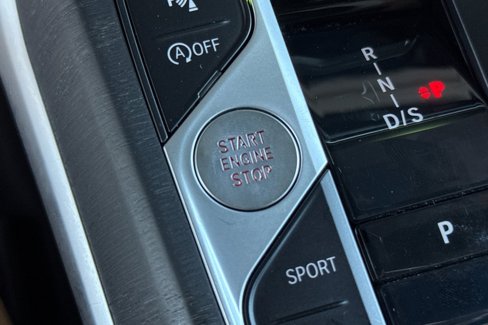 P
OFF
START
ENGINE
STOP
SPORT
R
N
D/S
P
P